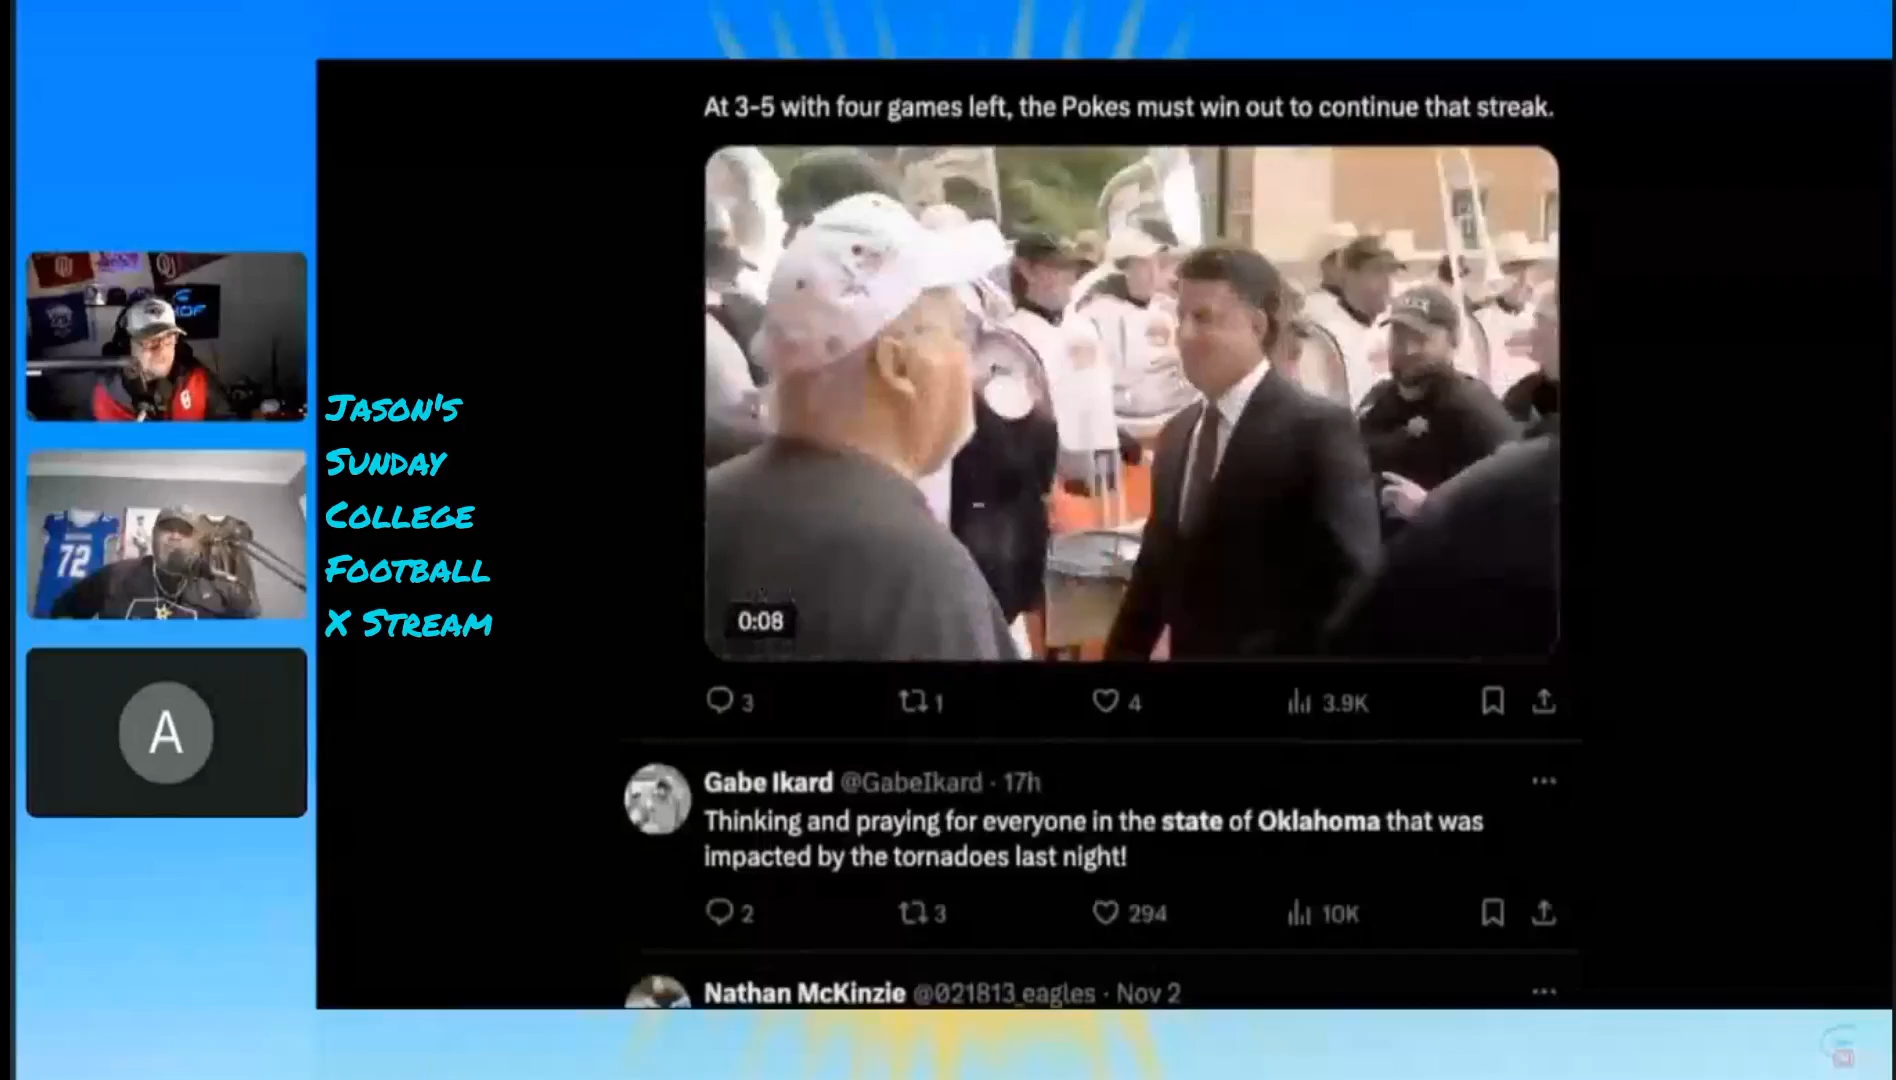 At 3-5 with four games left, the Pokes must win out to continue that streak.
0:08
3
1
4
3.9K
Gabe Ikard @GabeIkard · 17h
Thinking and praying for everyone in the state of Oklahoma that was
impacted by the tornadoes last night!
2
3
294
10K
Nathan McKinzie @021813_eagles · Nov 2
Jason's
Sunday
College
Football
X Stream
72
A